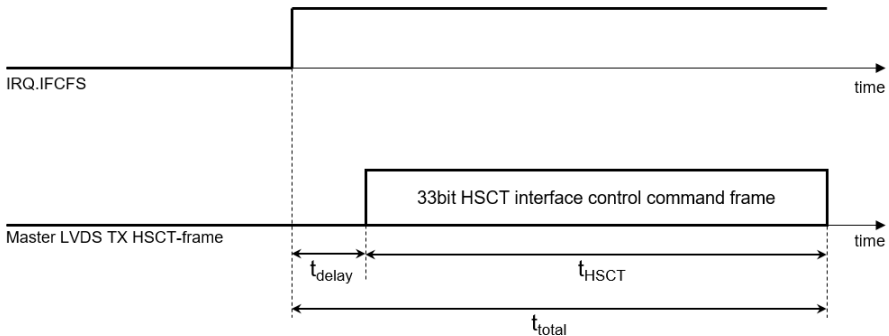 IRQ.IFCFS
time
33bit HSCT interface control command frame
Master LVDS TX HSCT-frame
time
tdelay
tHSCT
ttotal